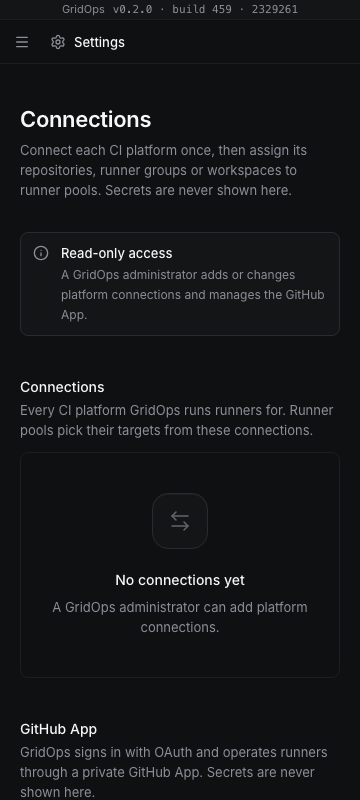 GridOps v0.2.0 · build 459 · 2329261
Settings
Connections
Connect each CI platform once, then assign its
repositories, runner groups or workspaces to
runner pools. Secrets are never shown here.
Read-only access
A GridOps administrator adds or changes
platform connections and manages the GitHub
App.
Connections
Every CI platform GridOps runs runners for. Runner
pools pick their targets from these connections.
No connections yet
A GridOps administrator can add platform
connections.
GitHub App
GridOps signs in with OAuth and operates runners
through a private GitHub App. Secrets are never
shown here.